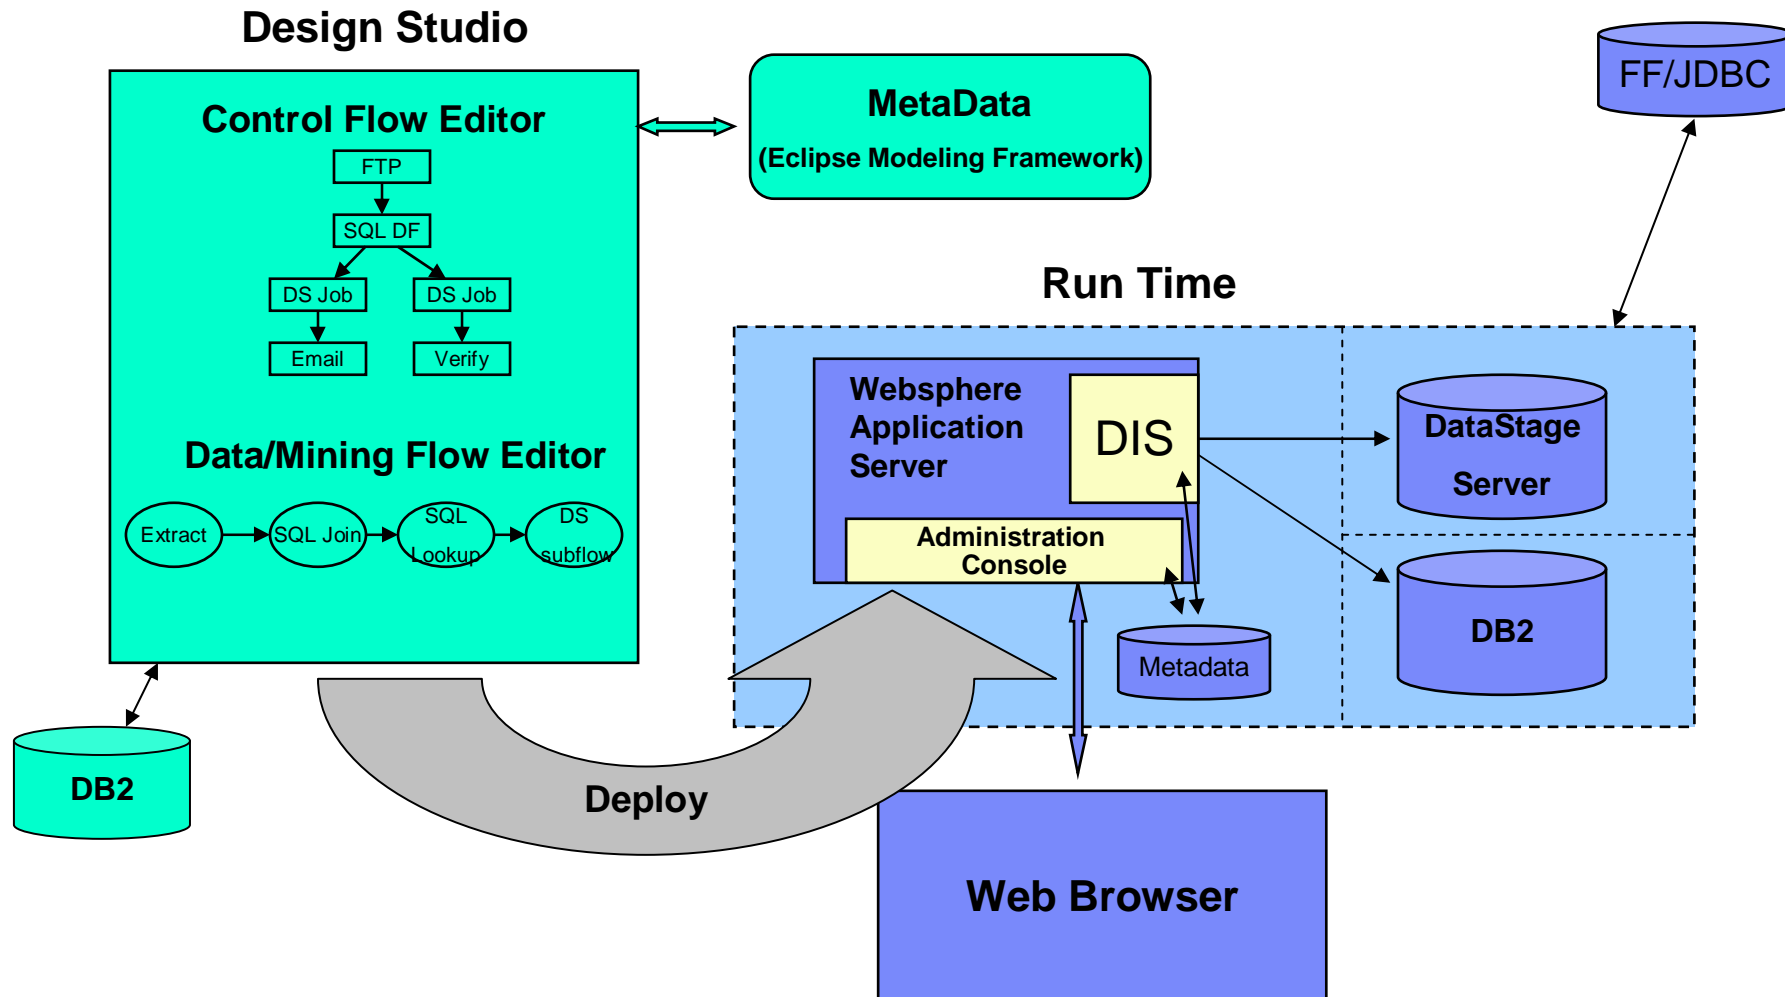 Design Studio
Control Flow Editor
FTP
SQL DF
DS Job
DS Job
Email
Verify
Data/Mining Flow Editor
Extract
SQL Join
SQL
Lookup
DS
subflow
DB2
MetaData
(Eclipse Modeling Framework)
FF/JDBC
Run Time
Websphere
Application
Server
DIS
Administration
Console
Metadata
DataStage
Server
DB2
Deploy
Web Browser